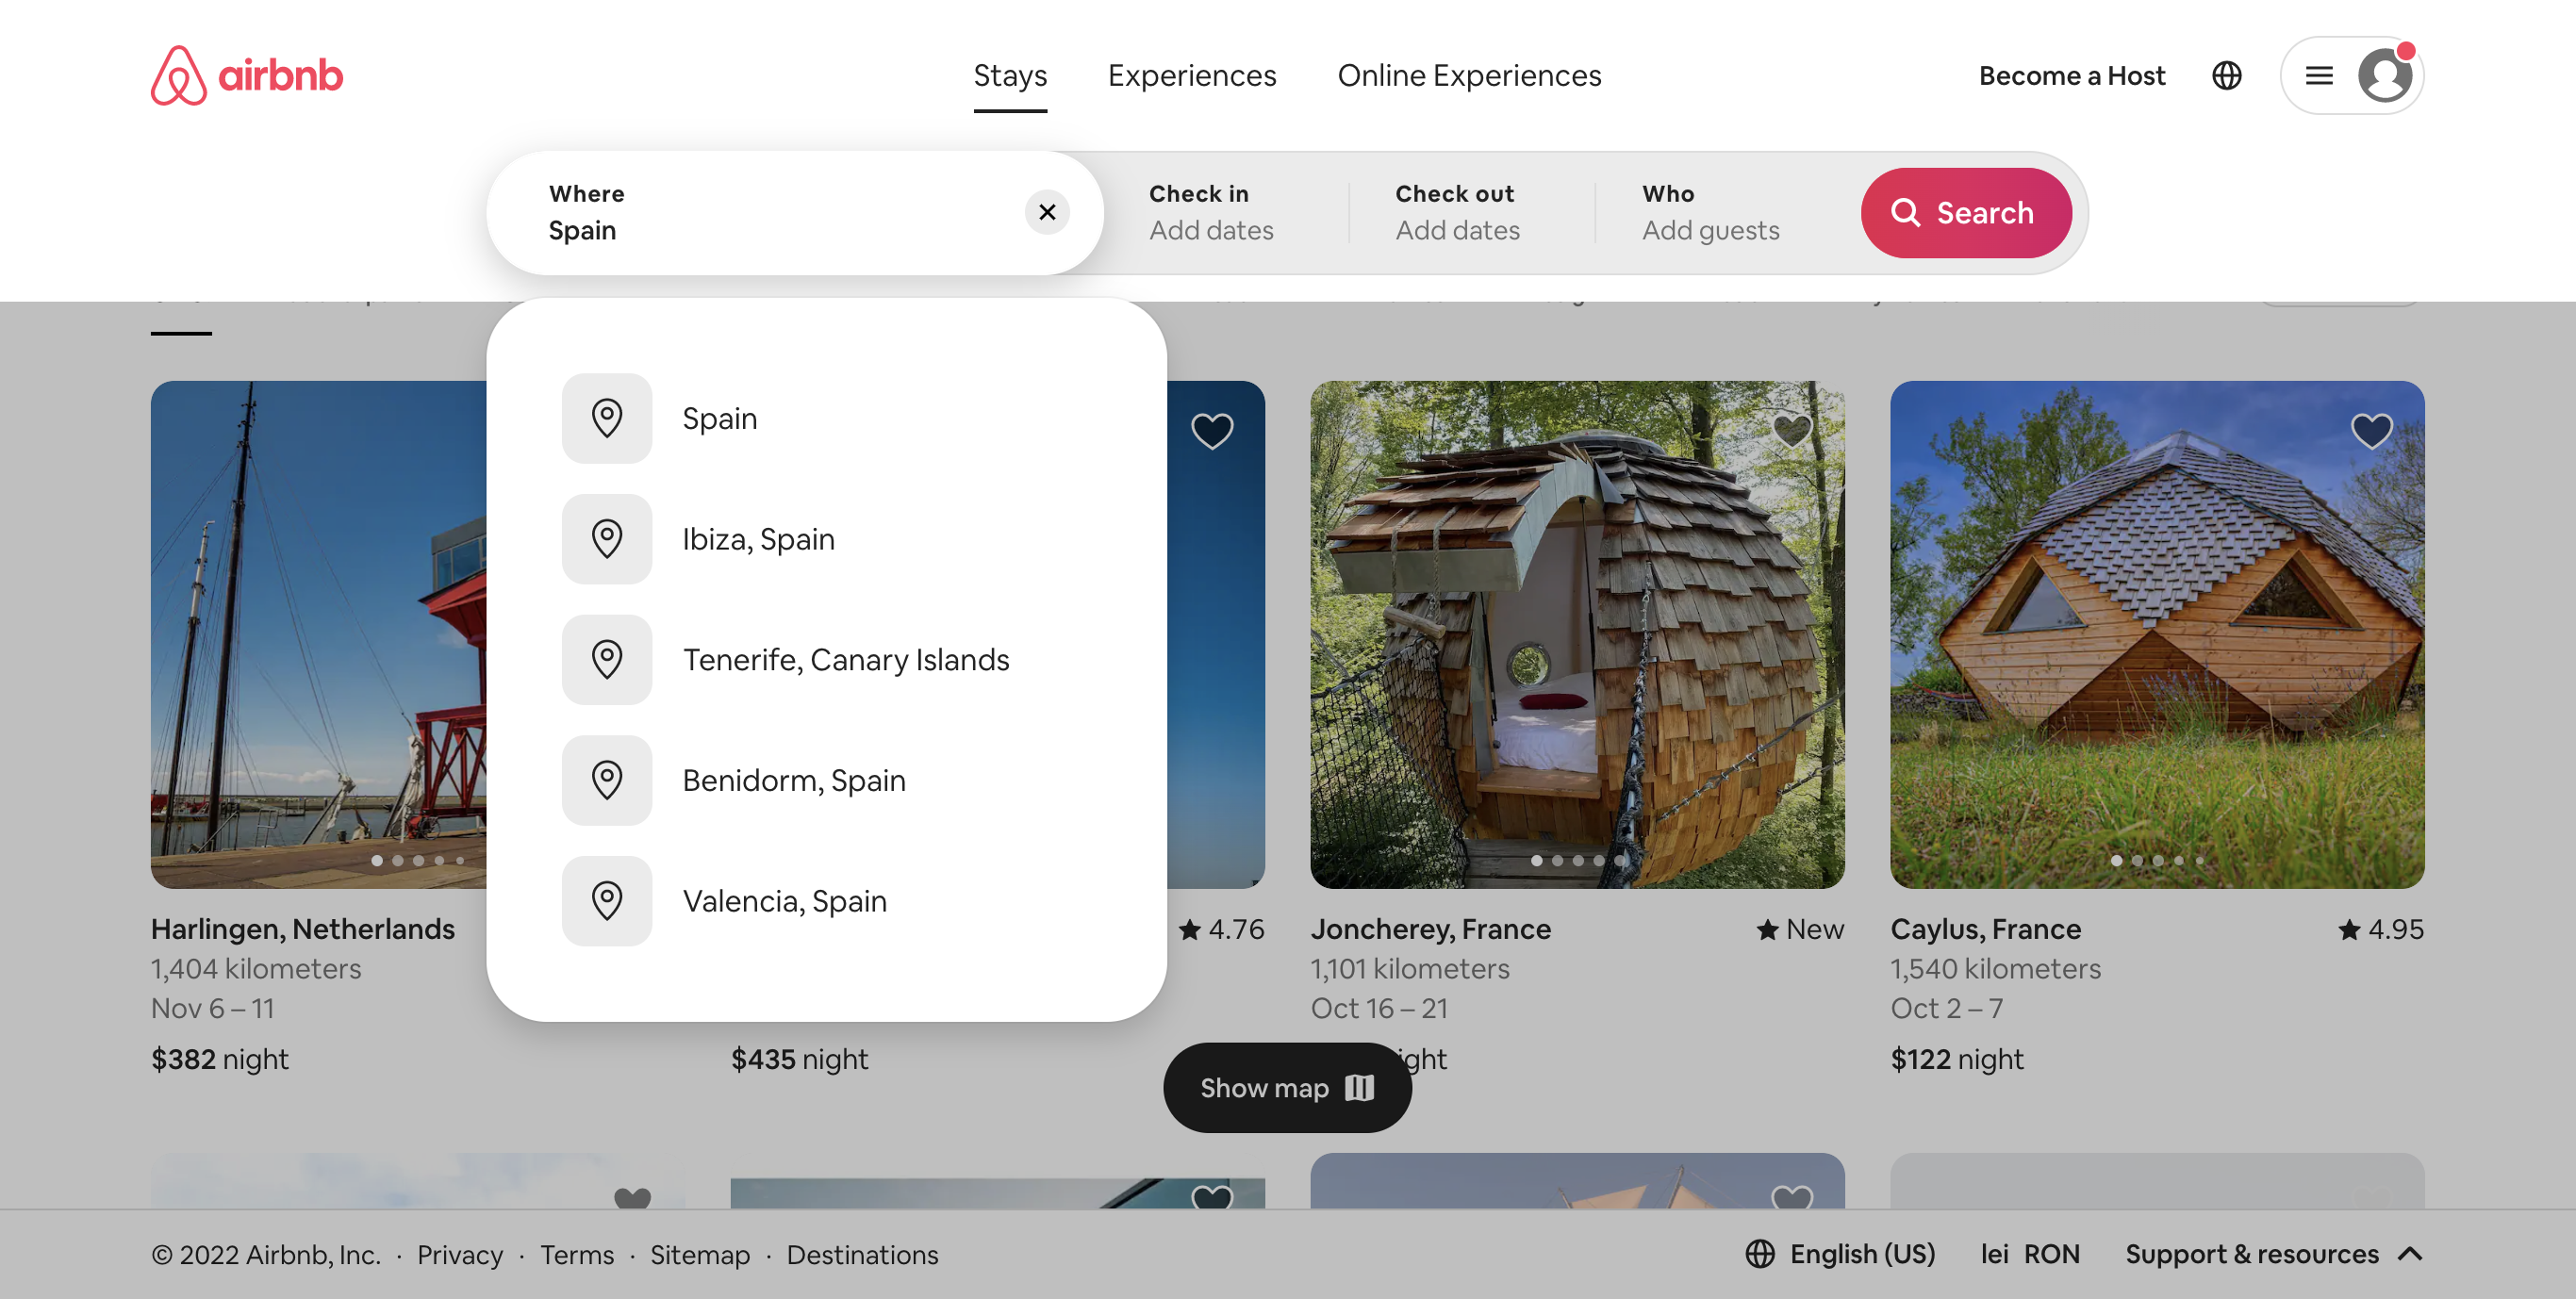 airbnb
Stays
Experiences
Online Experiences
Become a Host
Where
Spain
Check in
Add dates
Check out
Add dates
Who
Add guests
Search
Spain
Ibiza, Spain
Tenerife, Canary Islands
Benidorm, Spain
Valencia, Spain
Harlingen, Netherlands
1,404 kilometers
Nov 6 – 11
$382 night
4.76
$435 night
Joncherey, France
New
1,101 kilometers
Oct 16 – 21
Caylus, France
4.95
1,540 kilometers
Oct 2 – 7
$122 night
Show map
© 2022 Airbnb, Inc. · Privacy · Terms · Sitemap · Destinations
English (US)
lei RON
Support & resources